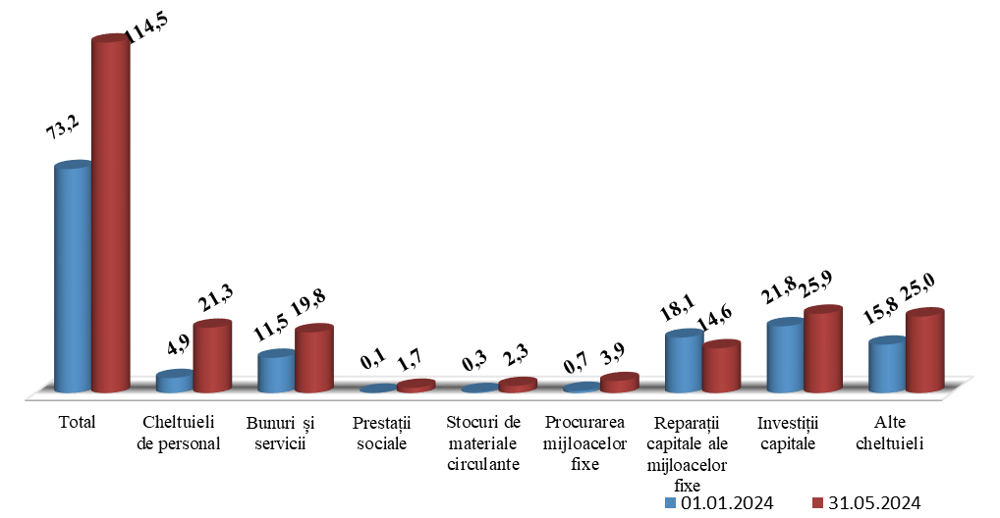 114,5
73,2
4,9
21,3
11,5
19,8
0,1
1,7
0,3
2,3
0,7
3,9
18,1
14,6
21,8
25,9
15,8
25,0
Total
Cheltuieli
de personal
Bunuri și
servicii
Prestații
sociale
Stocuri de
materiale
circulante
Procurarea
mijloacelor
fixe
Reparații
capitale ale
mijloacelor
fixe
Investiții
capitale
Alte
cheltuieli
01.01.2024
31.05.2024